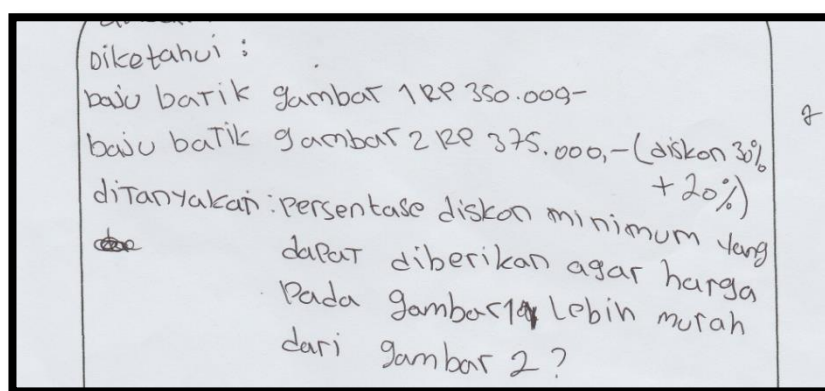 Diketahui :
baju batik gambar 1 RP 350.000-
baju batik gambar 2 RP 375.000,- (diskon 30%
+ 20%)
ditanyakan : Persentase diskon minimum yang
dapat diberikan agar harga
Pada gambar 1 lebih murah
dari gambar 2 ?